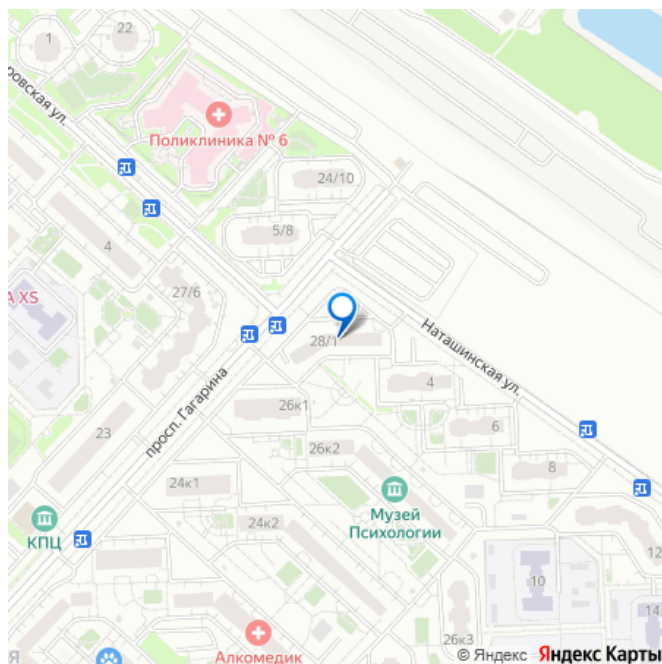 22
1
ровская ул.
Поликлиника № 6
24/10
5/8
4
27/6
А XS
28/1
Наташинская ул.
4
просп. Гагарина
26к1
6
23
26к2
8
24к1
Музей
Психологии
КПЦ
24к2
10
12
14
26к3
Алкомедик
Я
© Яндекс Яндекс Карты